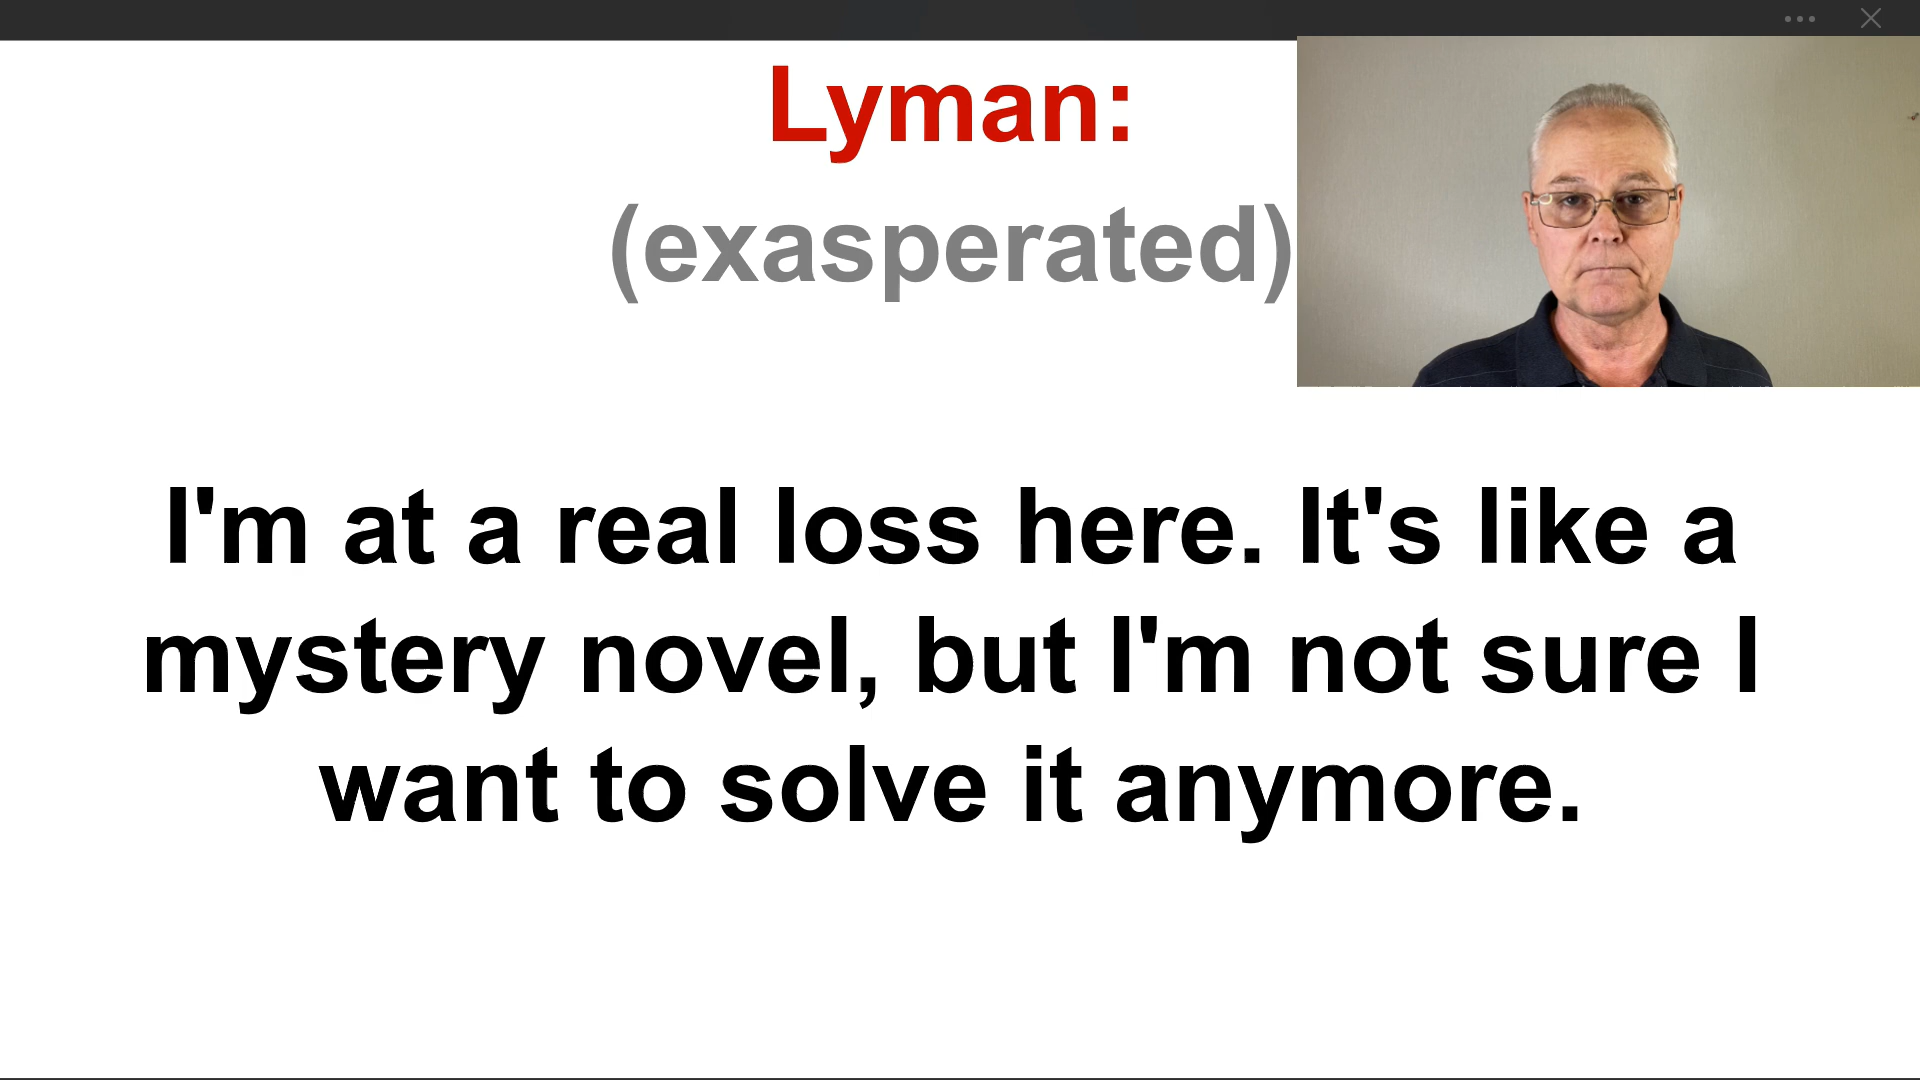 Lyman:
(exasperated)
I'm at a real loss here. It's like a
mystery novel, but I'm not sure I
want to solve it anymore.